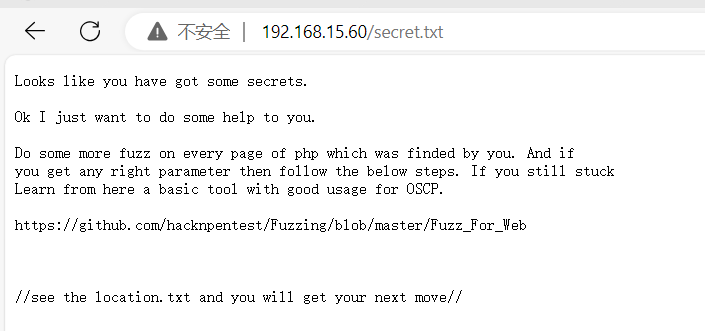 不安全 | 192.168.15.60/secret.txt
Looks like you have got some secrets.
Ok I just want to do some help to you.
Do some more fuzz on every page of php which was finded by you. And if
you get any right parameter then follow the below steps. If you still stuck
Learn from here a basic tool with good usage for OSCP.
https://github.com/hacknpentest/Fuzzing/blob/master/Fuzz_For_Web
//see the location.txt and you will get your next move//